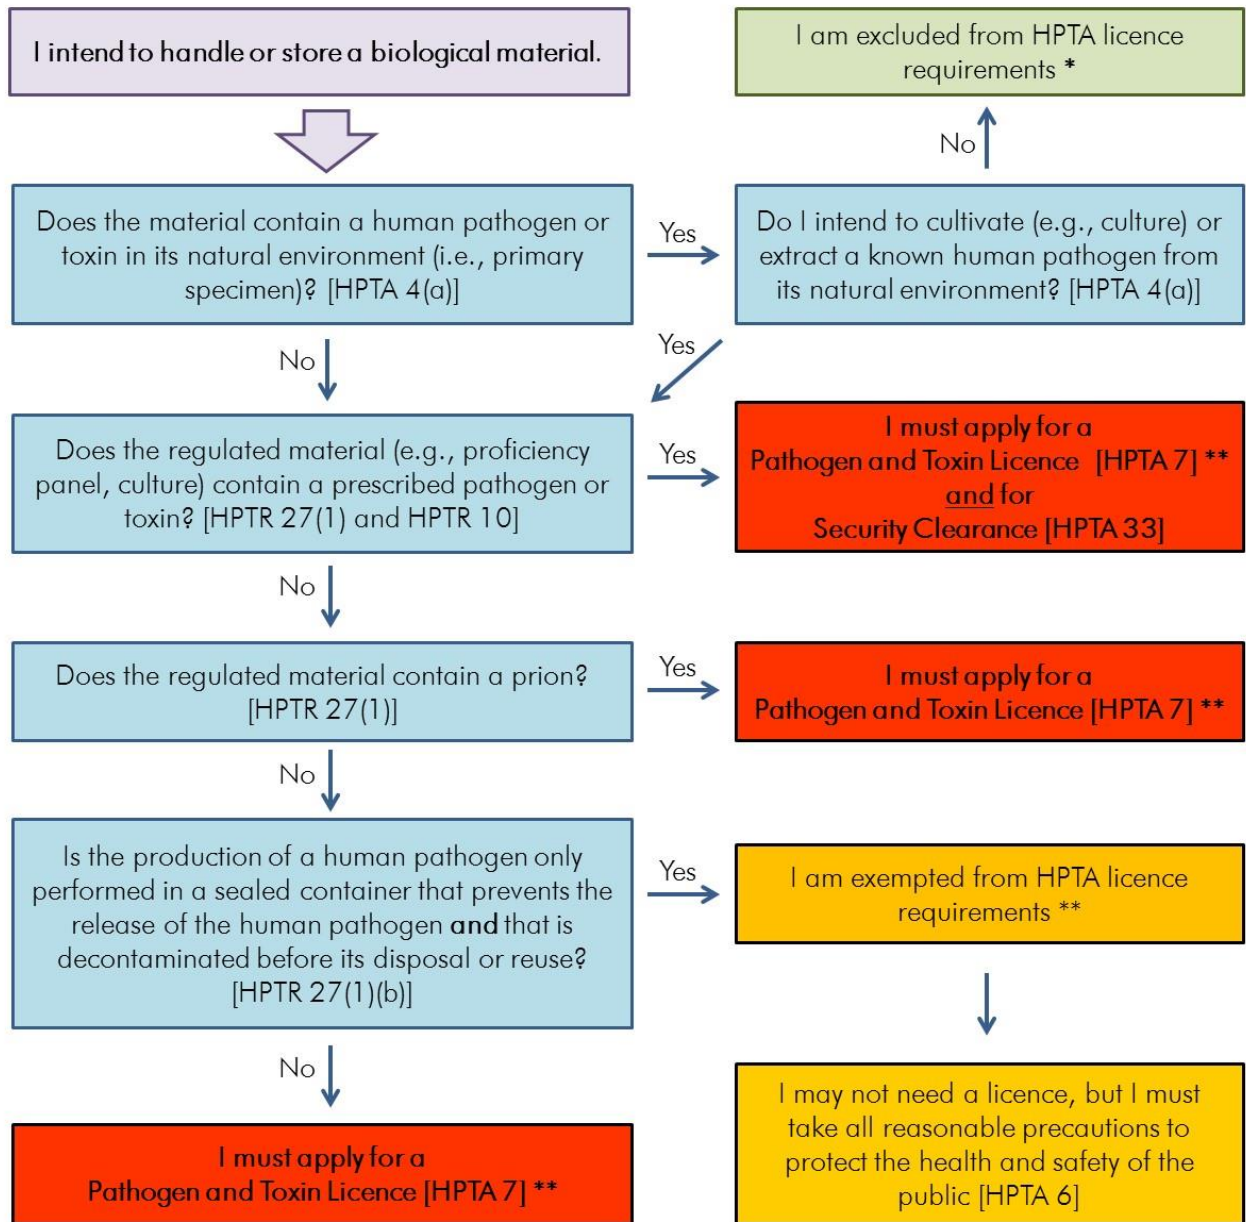 I intend to handle or store a biological material.
I am excluded from HPTA licence
requirements *
No
Does the material contain a human pathogen or
toxin in its natural environment (i.e., primary
specimen)? [HPTA 4(a)]
Yes
Do I intend to cultivate (e.g., culture) or
extract a known human pathogen from
its natural environment? [HPTA 4(a)]
No
Yes
Does the regulated material (e.g., proficiency
panel, culture) contain a prescribed pathogen or
toxin? [HPTR 27(1) and HPTR 10]
Yes
I must apply for a
Pathogen and Toxin Licence [HPTA 7] **
and for
Security Clearance [HPTA 33]
No
Does the regulated material contain a prion?
[HPTR 27(1)]
Yes
I must apply for a
Pathogen and Toxin Licence [HPTA 7] **
No
Is the production of a human pathogen only
performed in a sealed container that prevents the
release of the human pathogen and that is
decontaminated before its disposal or reuse?
[HPTR 27(1)(b)]
Yes
I am exempted from HPTA licence
requirements **
No
I must apply for a
Pathogen and Toxin Licence [HPTA 7] **
I may not need a licence, but I must
take all reasonable precautions to
protect the health and safety of the
public [HPTA 6]